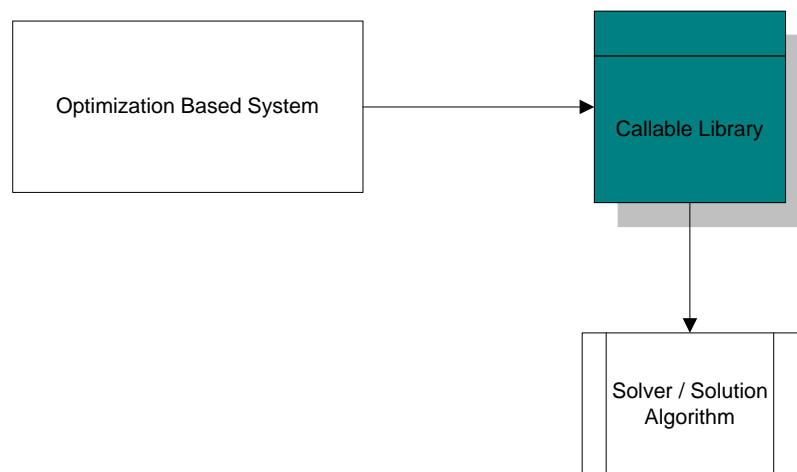 Optimization Based System
Callable Library
Solver / Solution
Algorithm